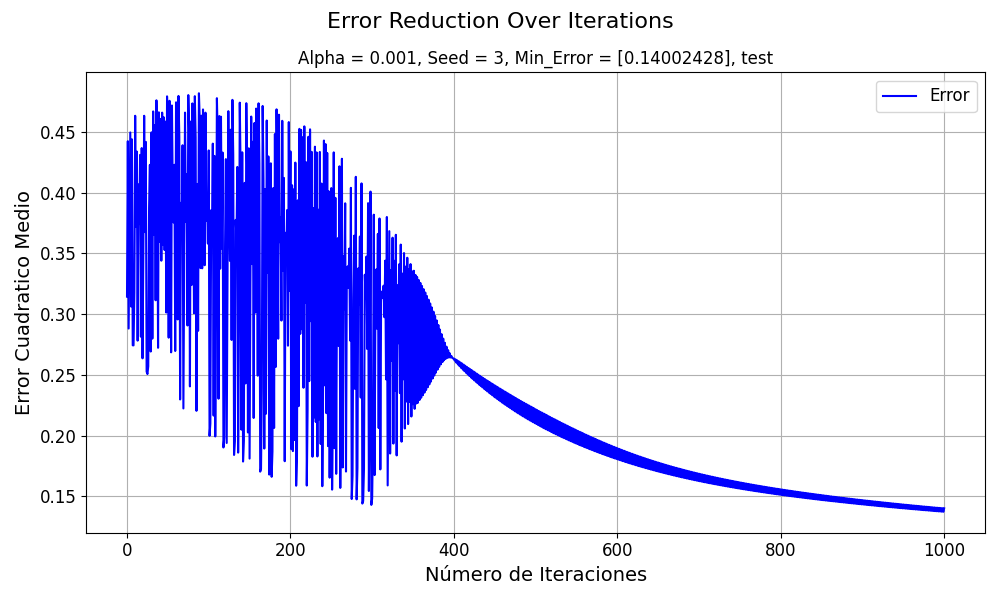 Error Reduction Over Iterations
Alpha = 0.001, Seed = 3, Min_Error = [0.14002428], test
Error
Error Cuadratico Medio
0.45
0.40
0.35
0.30
0.25
0.20
0.15
0
200
400
600
800
1000
Número de Iteraciones